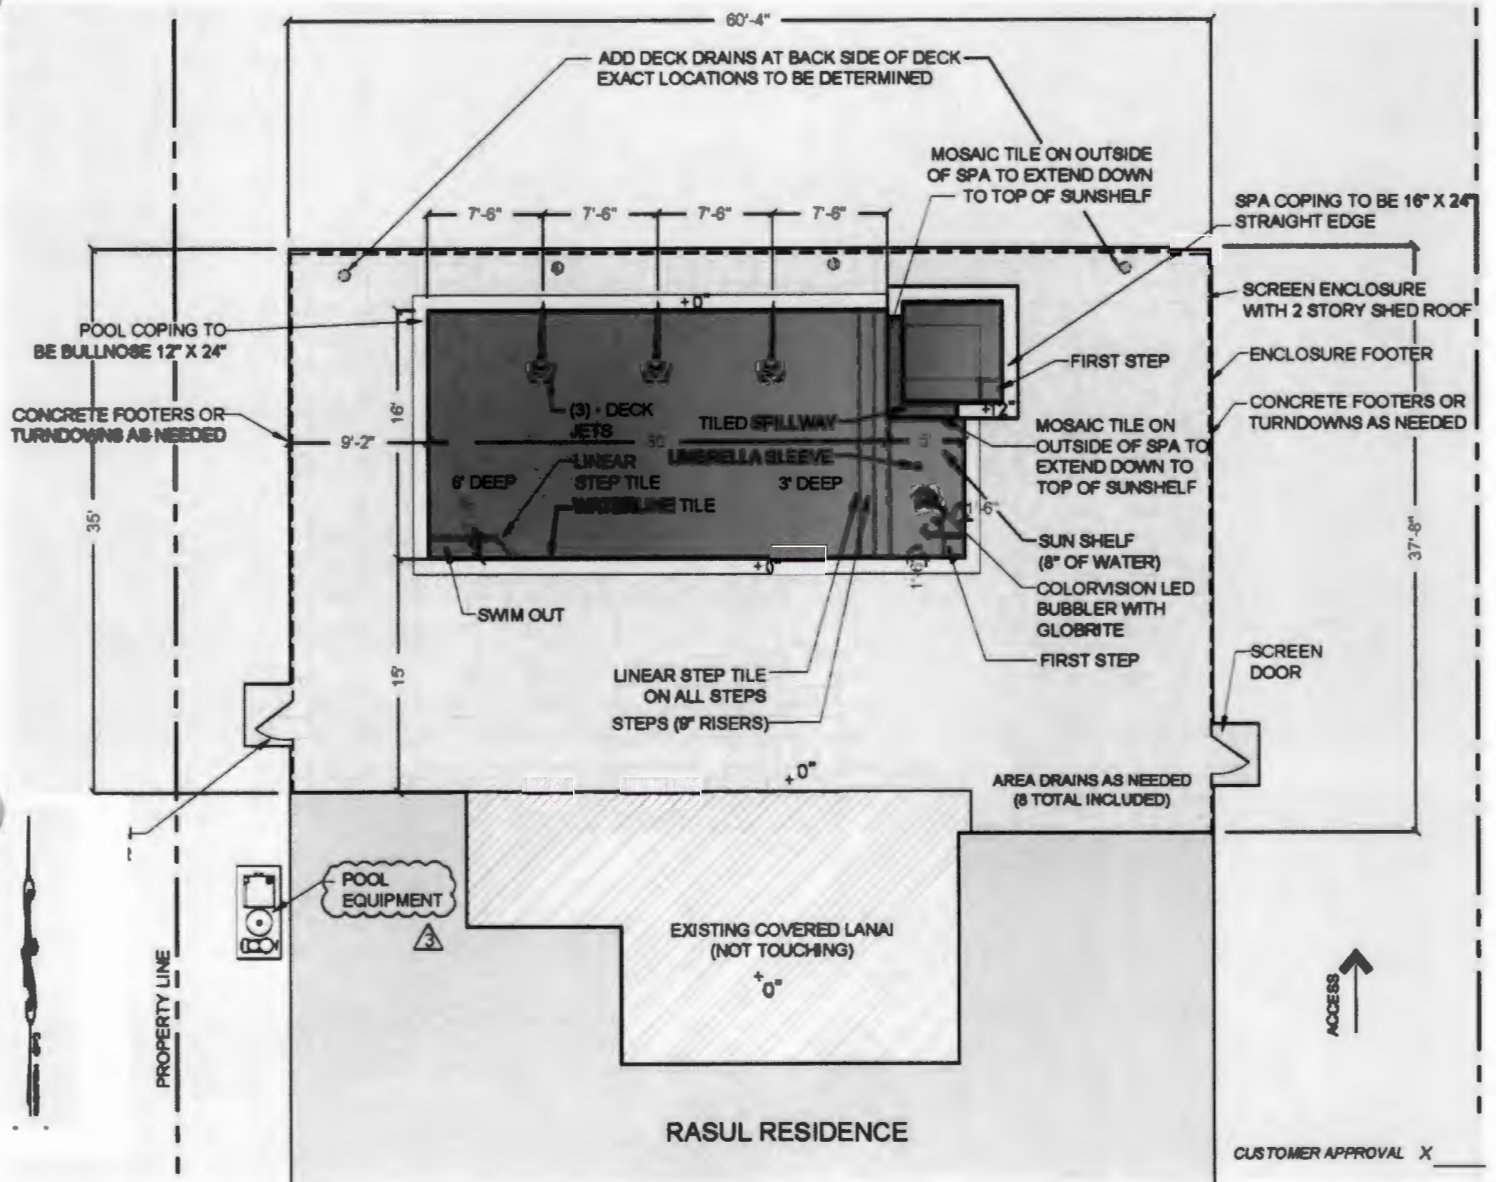 60'-4"
ADD DECK DRAINS AT BACK SIDE OF DECK
EXACT LOCATIONS TO BE DETERMINED
MOSAIC TILE ON OUTSIDE
OF SPA TO EXTEND DOWN
TO TOP OF SUNSHELF
SPA COPING TO BE 16" X 24"
STRAIGHT EDGE
7'-6"
7'-6"
7'-6"
7'-6"
SCREEN ENCLOSURE
WITH 2 STORY SHED ROOF
+0"
POOL COPING TO
BE BULLNOSE 12" X 24"
FIRST STEP
ENCLOSURE FOOTER
16'
CONCRETE FOOTERS OR
TURNDOWNS AS NEEDED
(3) - DECK
JETS
TILED SPILLWAY
+12"
CONCRETE FOOTERS OR
TURNDOWNS AS NEEDED
9'-2"
30'
MOSAIC TILE ON
OUTSIDE OF SPA TO
EXTEND DOWN TO
TOP OF SUNSHELF
UMBRELLA SLEEVE
LINEAR
STEP TILE
6' DEEP
3' DEEP
WATERLINE TILE
1'-6"
35'
37'-8"
SUN SHELF
(8" OF WATER)
+0"
COLORVISION LED
BUBBLER WITH
GLOBRITE
SWIM OUT
FIRST STEP
SCREEN
DOOR
15'
LINEAR STEP TILE
ON ALL STEPS
STEPS (9" RISERS)
+0"
AREA DRAINS AS NEEDED
(8 TOTAL INCLUDED)
POOL
EQUIPMENT
3
EXISTING COVERED LANAI
(NOT TOUCHING)
+0"
PROPERTY LINE
ACCESS
RASUL RESIDENCE
CUSTOMER APPROVAL X